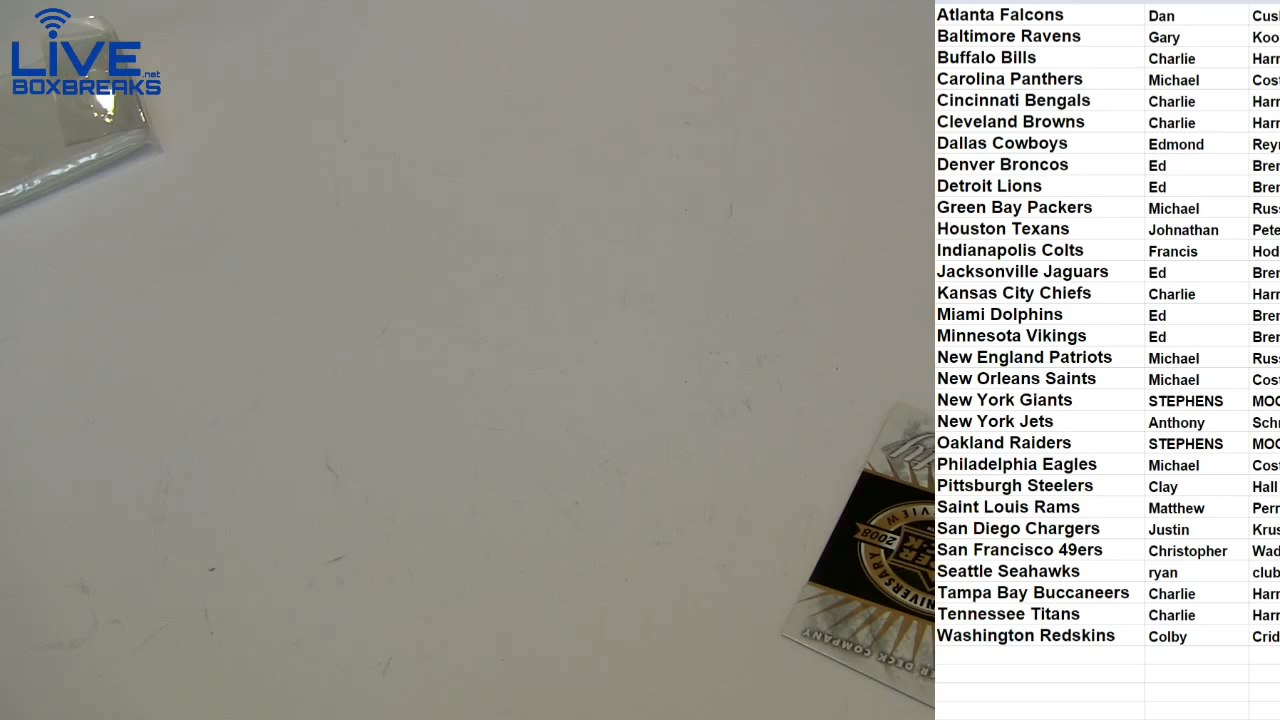 LIVE.net
BOXBREAKS
Atlanta Falcons Dan
Baltimore Ravens Gary
Buffalo Bills Charlie
Carolina Panthers Michael
Cincinnati Bengals Charlie
Cleveland Browns Charlie
Dallas Cowboys Edmond
Denver Broncos Ed
Detroit Lions Ed
Green Bay Packers Michael
Houston Texans Johnathan
Indianapolis Colts Francis
Jacksonville Jaguars Ed
Kansas City Chiefs Charlie
Miami Dolphins Ed
Minnesota Vikings Ed
New England Patriots Michael
New Orleans Saints Michael
New York Giants STEPHENS
New York Jets Anthony
Oakland Raiders STEPHENS
Philadelphia Eagles Michael
Pittsburgh Steelers Clay Hall
Saint Louis Rams Matthew
San Diego Chargers Justin
San Francisco 49ers Christopher
Seattle Seahawks ryan club
Tampa Bay Buccaneers Charlie
Tennessee Titans Charlie
Washington Redskins Colby
2008
DECK COMPANY